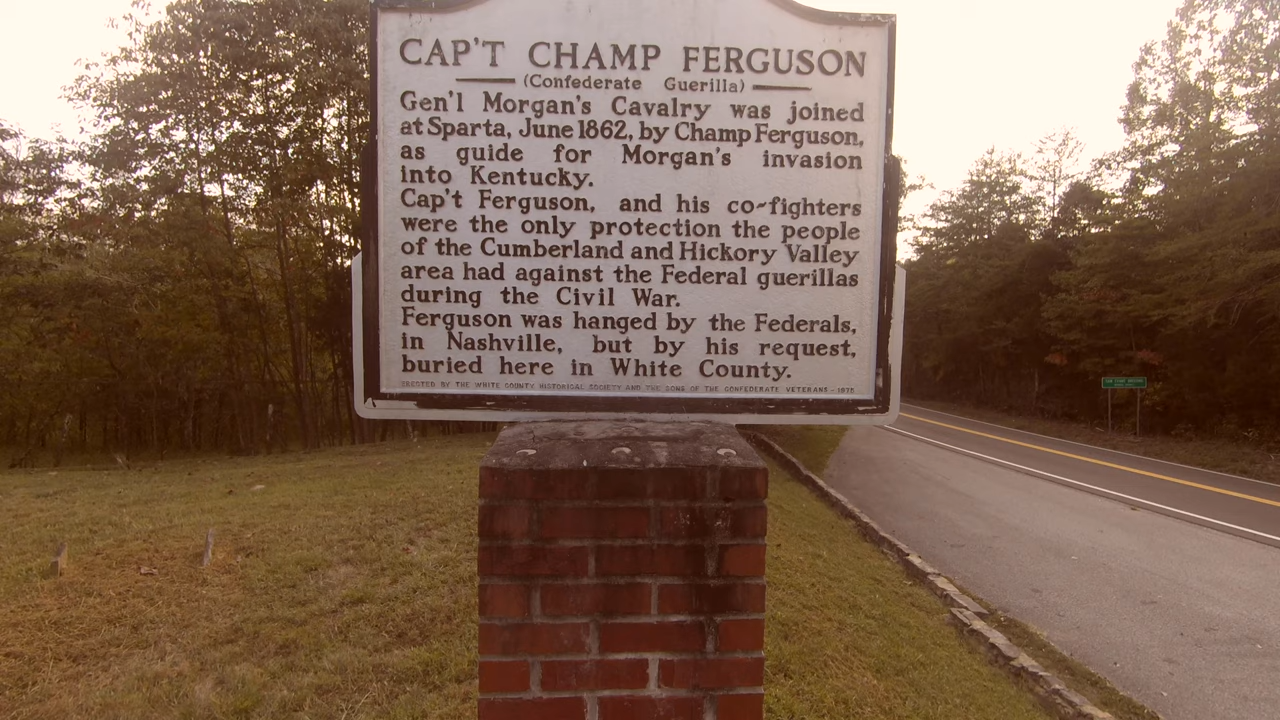 CAP'T CHAMP FERGUSON
(Confederate Guerilla)
Gen'l Morgan's Cavalry was joined
at Sparta, June 1862, by Champ Ferguson,
as guide for Morgan's invasion
into Kentucky.
Cap't Ferguson, and his co-fighters
were the only protection the people
of the Cumberland and Hickory Valley
area had against the Federal guerillas
during the Civil War.
Ferguson was hanged by the Federals,
in Nashville, but by his request,
buried here in White County.
ERECTED BY THE WHITE COUNTY HISTORICAL SOCIETY AND THE SONS OF THE CONFEDERATE VETERANS - 1975